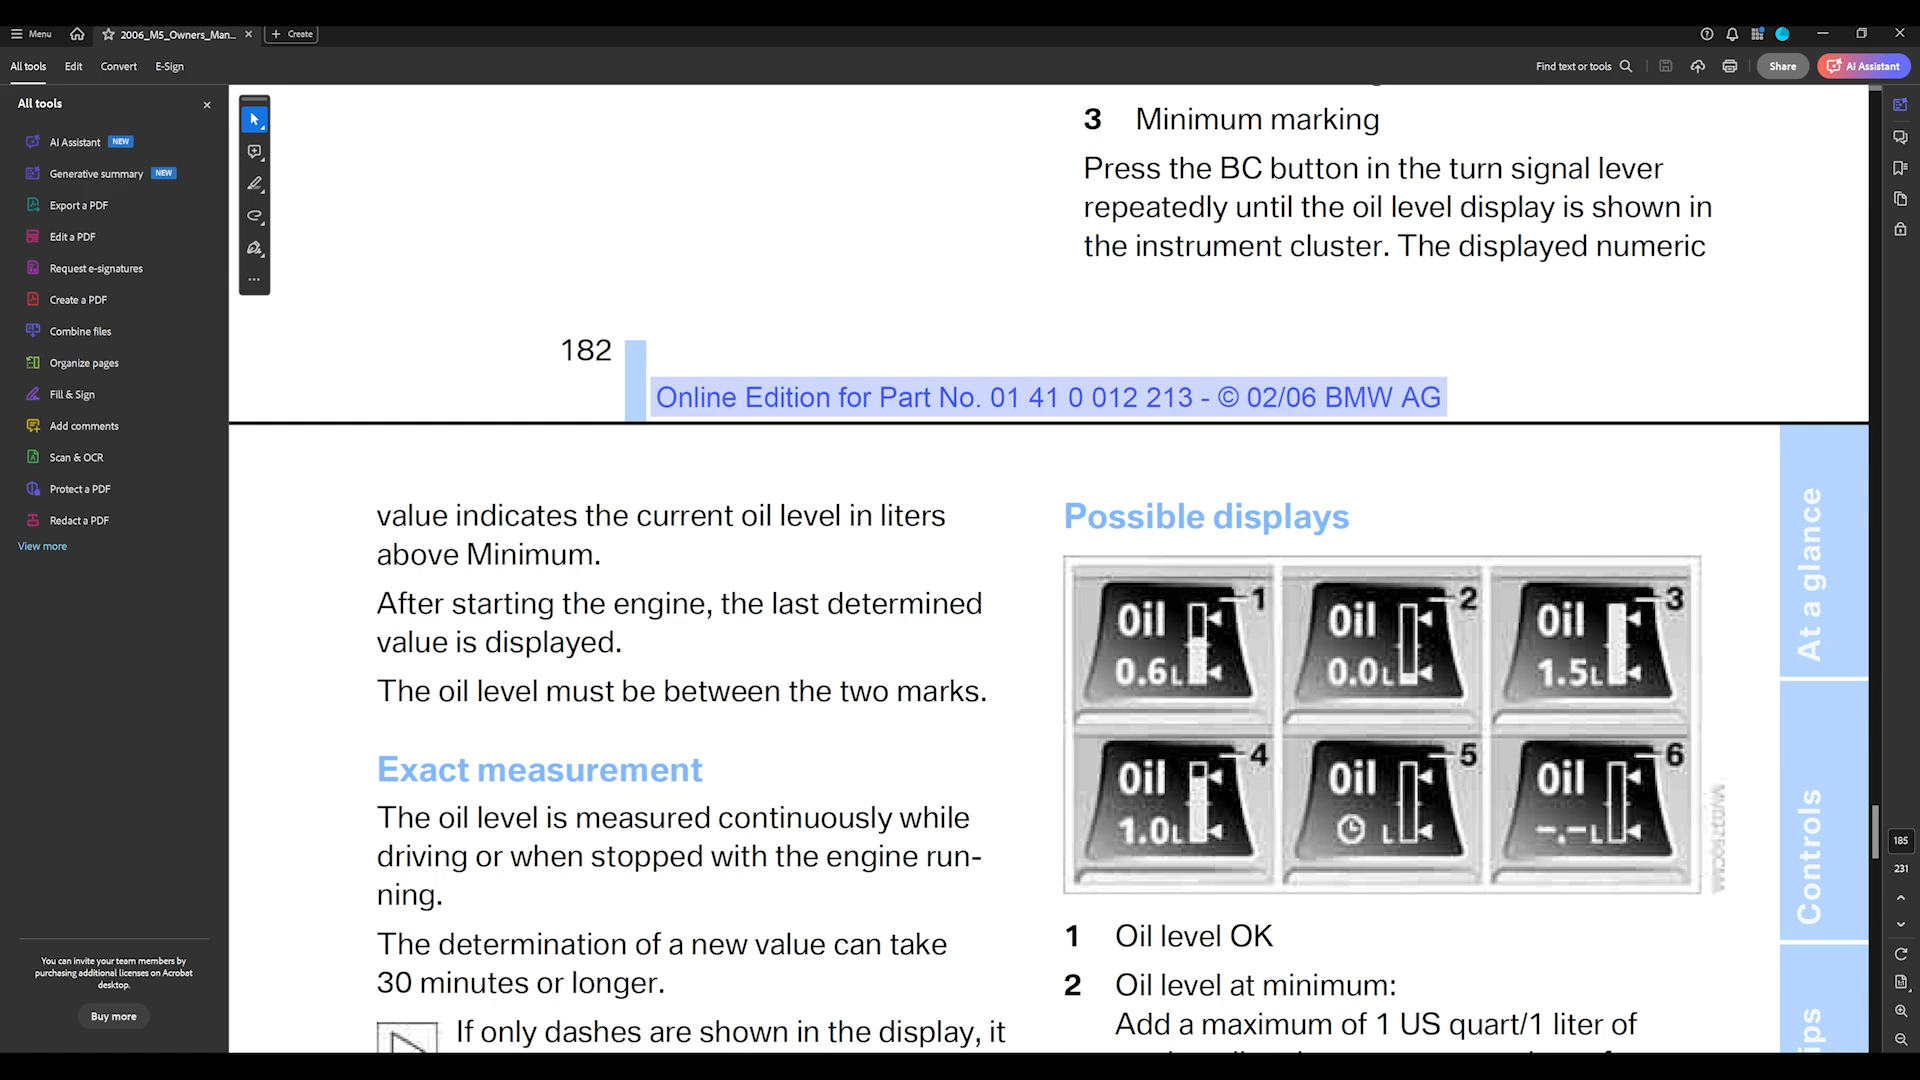 Menu
2006_M5_Owners_Man...
Create
All tools
Edit
Convert
E-Sign
Find text or tools
Share
AI Assistant
All tools
AI Assistant
NEW
Generative summary
NEW
Export a PDF
Edit a PDF
Request e-signatures
Create a PDF
Combine files
Organize pages
Fill & Sign
Add comments
Scan & OCR
Protect a PDF
Redact a PDF
View more
You can invite your team members by
purchasing additional licenses on Acrobat
desktop.
Buy more
3 Minimum marking
Press the BC button in the turn signal lever
repeatedly until the oil level display is shown in
the instrument cluster. The displayed numeric
182
Online Edition for Part No. 01 41 0 012 213 - © 02/06 BMW AG
value indicates the current oil level in liters
above Minimum.
After starting the engine, the last determined
value is displayed.
The oil level must be between the two marks.
Exact measurement
The oil level is measured continuously while
driving or when stopped with the engine run-
ning.
The determination of a new value can take
30 minutes or longer.
If only dashes are shown in the display, it
Possible displays
Oil 1
0.6L
Oil 2
0.0L
Oil 3
1.5L
Oil 4
1.0L
Oil 5
L
Oil 6
-.-L
1 Oil level OK
2 Oil level at minimum:
Add a maximum of 1 US quart/1 liter of
At a glance
Controls
185
231